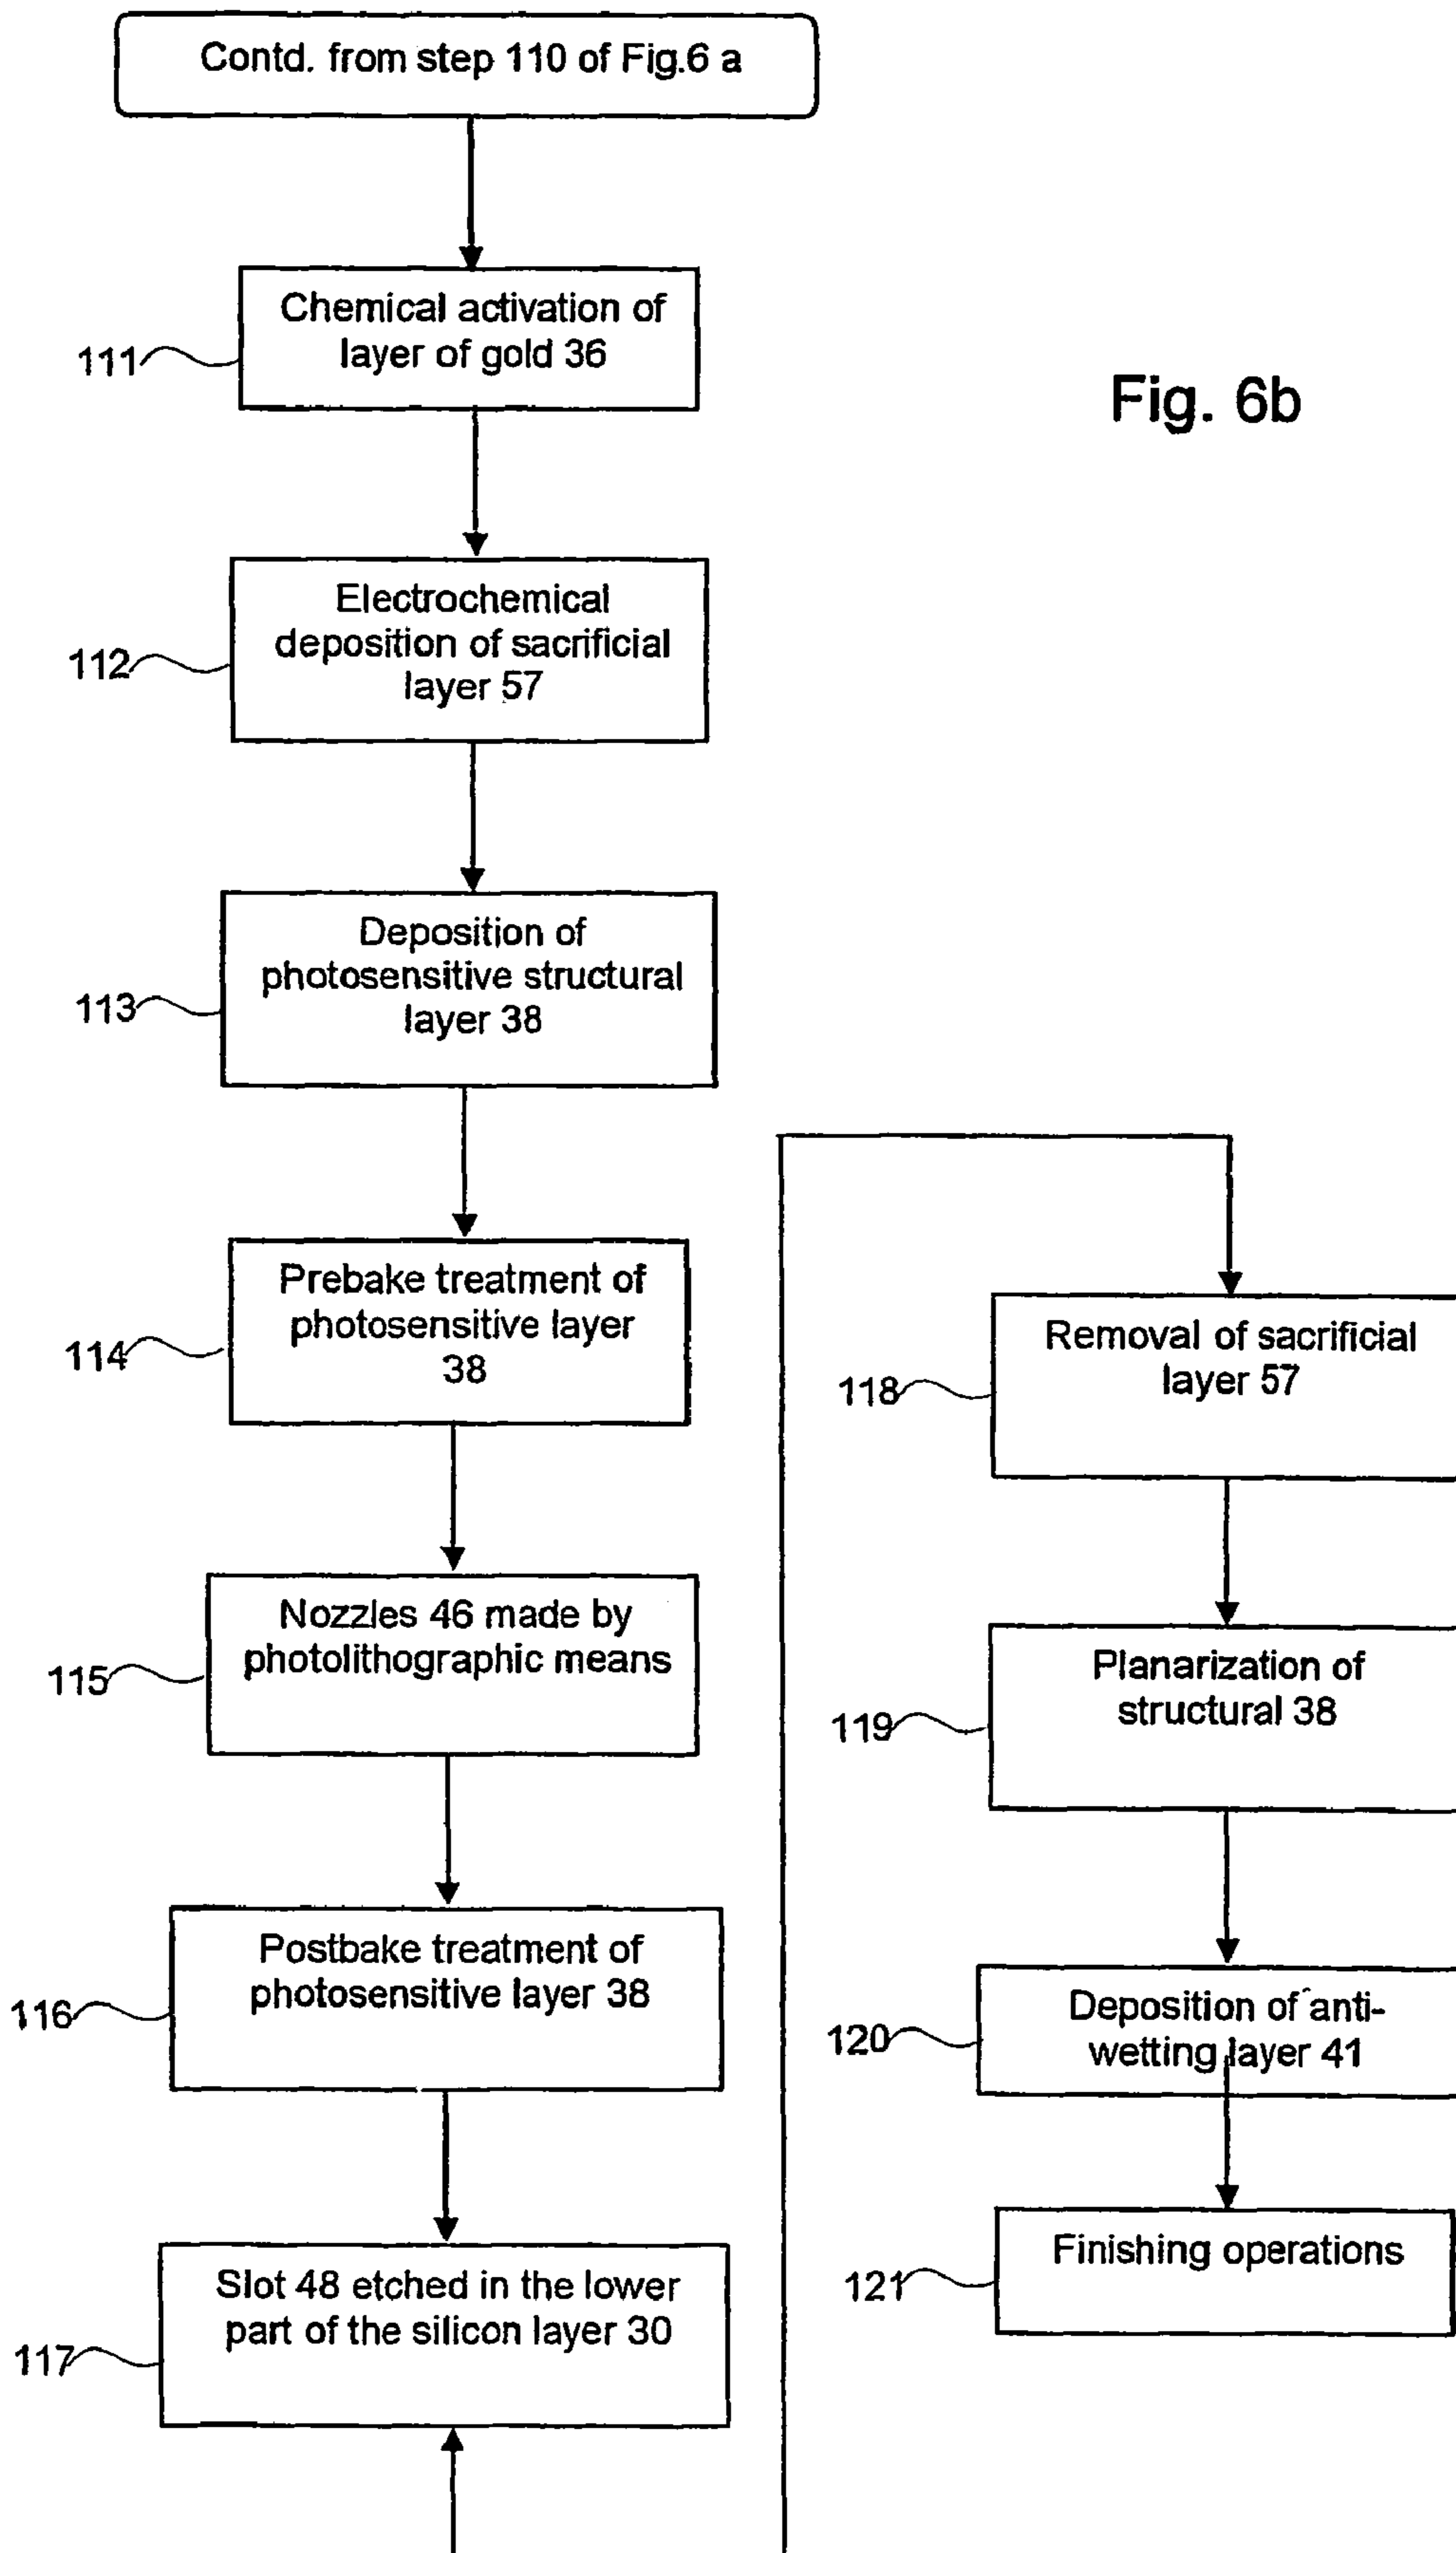 Contd. from step 110 of Fig.6 a
111
Chemical activation of
layer of gold 36
Fig. 6b
112
Electrochemical
deposition of sacrificial
layer 57
113
Deposition of
photosensitive structural
layer 38
114
Prebake treatment of
photosensitive layer
38
115
Nozzles 46 made by
photolithographic means
116
Postbake treatment of
photosensitive layer 38
117
Slot 48 etched in the lower
part of the silicon layer 30
118
Removal of sacrificial
layer 57
119
Planarization of
structural 38
120
Deposition of anti-
wetting layer 41
121
Finishing operations